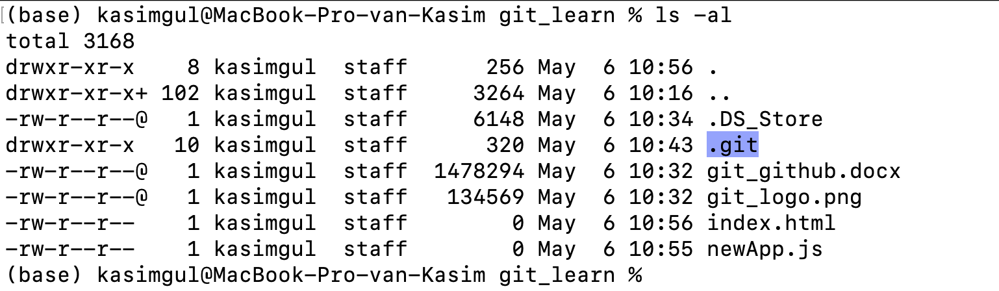 (base) kasimgul@MacBook-Pro-van-Kasim git_learn % ls -al
total 3168
drwxr-xr-x    8 kasimgul  staff      256 May  6 10:56 .
drwxr-xr-x+ 102 kasimgul  staff     3264 May  6 10:16 ..
-rw-r--r--@   1 kasimgul  staff     6148 May  6 10:34 .DS_Store
drwxr-xr-x   10 kasimgul  staff      320 May  6 10:43 .git
-rw-r--r--@   1 kasimgul  staff  1478294 May  6 10:32 git_github.docx
-rw-r--r--@   1 kasimgul  staff   134569 May  6 10:32 git_logo.png
-rw-r--r--    1 kasimgul  staff        0 May  6 10:56 index.html
-rw-r--r--    1 kasimgul  staff        0 May  6 10:55 newApp.js
(base) kasimgul@MacBook-Pro-van-Kasim git_learn %